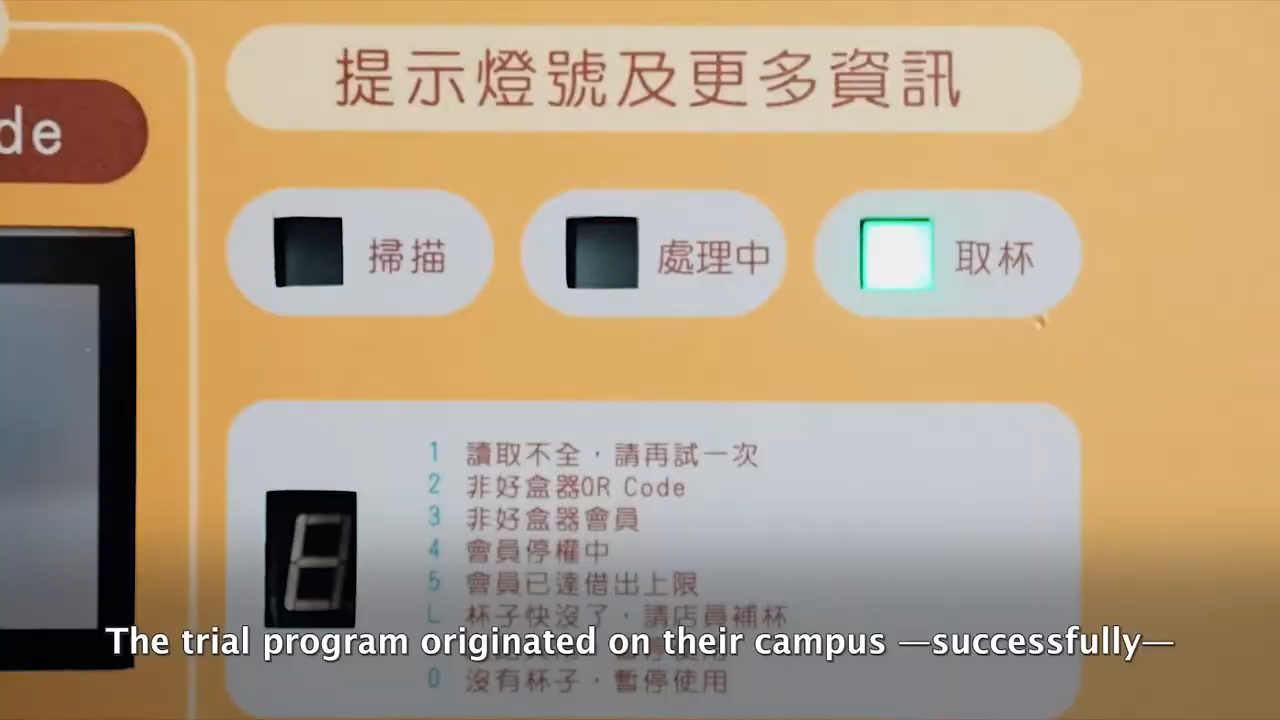 提示燈號及更多資訊
de
掃描
處理中
取杯
1 讀取不全，請再試一次
2 非好盒器QR Code
3 非好盒器會員
4 會員停權中
5 會員已達借出上限
L 杯子快沒了，請店員補杯
The trial program originated on their campus —successfully—
0 沒有杯子，暫停使用